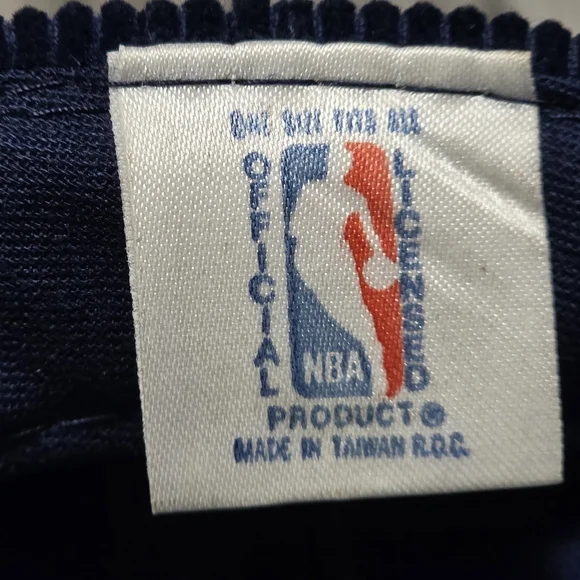 ONE SIZE FITS ALL
OFFICIAL
LICENSED
NBA
PRODUCT ®
MADE IN TAIWAN R.O.C.